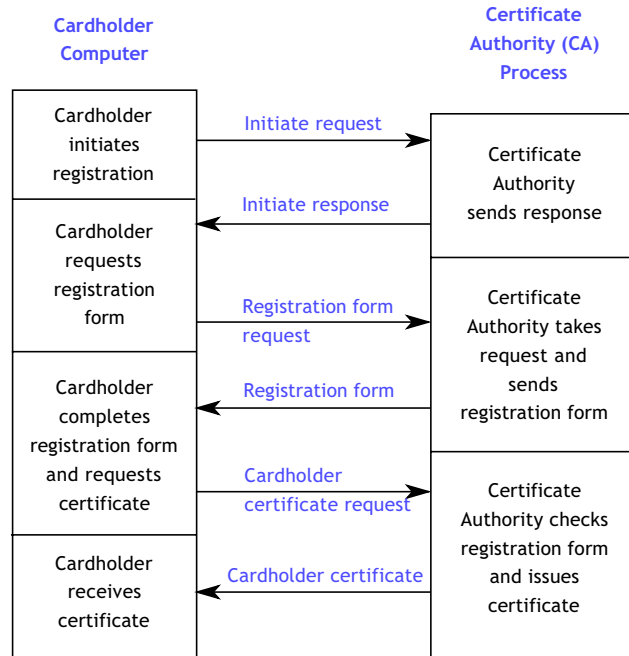 Cardholder
Computer
Certificate
Authority (CA)
Process
Cardholder
initiates
registration
Initiate request
Certificate
Authority
sends response
Initiate response
Cardholder
requests
registration
form
Registration form
request
Certificate
Authority takes
request and
sends
registration form
Registration form
Cardholder
completes
registration form
and requests
certificate
Cardholder
certificate request
Certificate
Authority checks
registration form
and issues
certificate
Cardholder certificate
Cardholder
receives
certificate